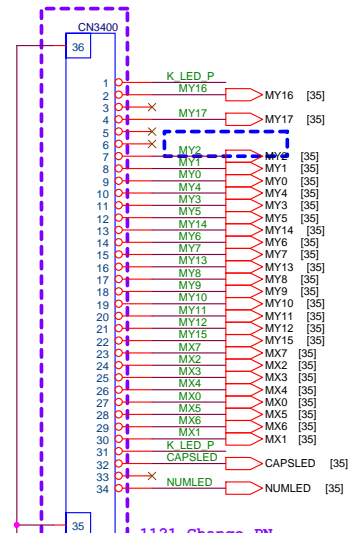 CN3400
36
1 K_LED_P
2 MY16 MY16 [35]
3
4 MY17 MY17 [35]
5
6
7 MY2 MY2 [35]
8 MY1 MY1 [35]
9 MY0 MY0 [35]
10 MY4 MY4 [35]
11 MY3 MY3 [35]
12 MY5 MY5 [35]
13 MY14 MY14 [35]
14 MY6 MY6 [35]
15 MY7 MY7 [35]
16 MY13 MY13 [35]
17 MY8 MY8 [35]
18 MY9 MY9 [35]
19 MY10 MY10 [35]
20 MY11 MY11 [35]
21 MY12 MY12 [35]
22 MY15 MY15 [35]
23 MX7 MX7 [35]
24 MX2 MX2 [35]
25 MX3 MX3 [35]
26 MX4 MX4 [35]
27 MX0 MX0 [35]
28 MX5 MX5 [35]
29 MX6 MX6 [35]
30 MX1 MX1 [35]
31 K_LED_P
32 CAPSLED CAPSLED [35]
33
34 NUMLED NUMLED [35]
35
1121 Change PN